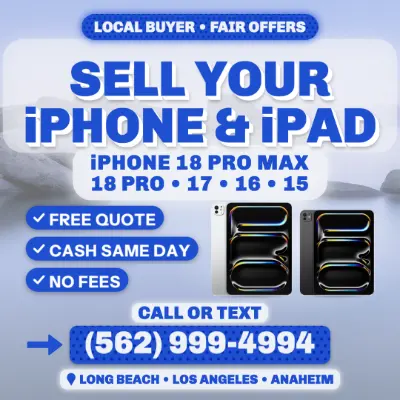 LOCAL BUYER • FAIR OFFERS
SELL YOUR
iPHONE & iPAD
iPHONE 18 PRO MAX
18 PRO • 17 • 16 • 15
FREE QUOTE
CASH SAME DAY
NO FEES
CALL OR TEXT
(562) 999-4994
LONG BEACH • LOS ANGELES • ANAHEIM